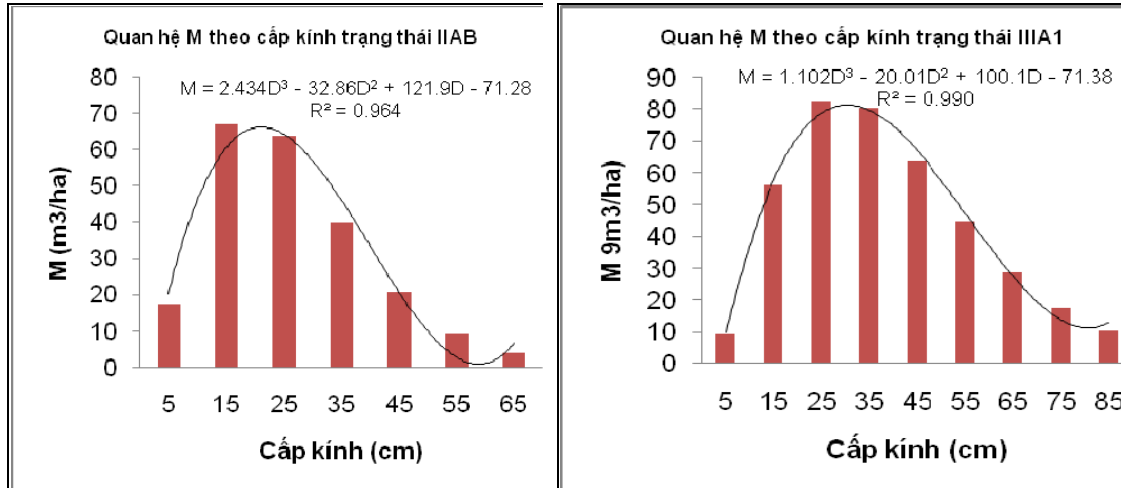 Quan hệ M theo cấp kính trạng thái IIAB
M = 2.434D³ - 32.86D² + 121.9D - 71.28
R² = 0.964
80
70
60
50
40
30
20
10
0
M (m3/ha)
5 15 25 35 45 55 65
Cấp kính (cm)
Quan hệ M theo cấp kính trạng thái IIIA1
M = 1.102D³ - 20.01D² + 100.1D - 71.38
R² = 0.990
90
80
70
60
50
40
30
20
10
0
M 9m3/ha)
5 15 25 35 45 55 65 75 85
Cấp kính (cm)